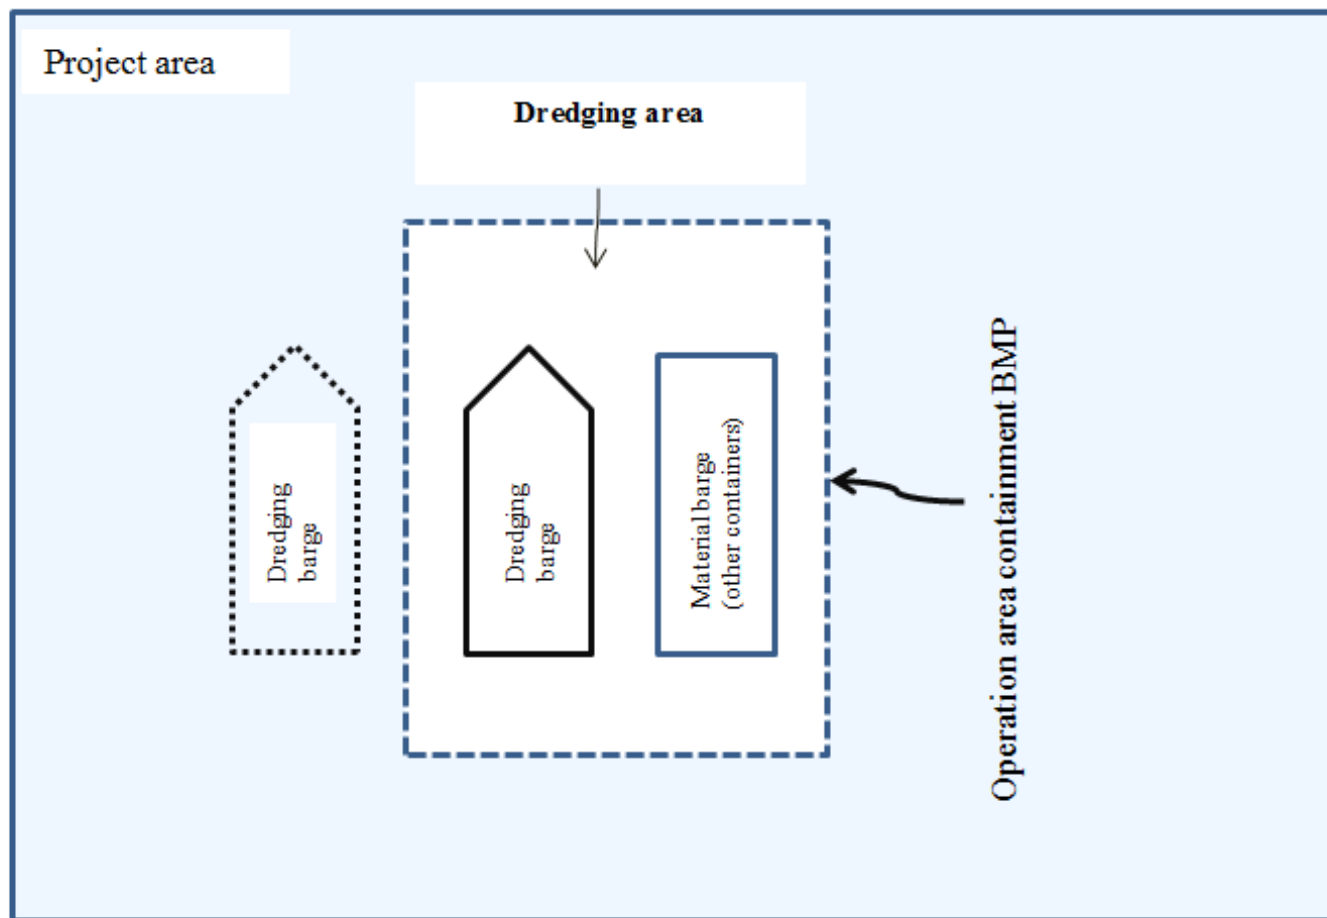 Project area
Dredging area
Dredging
barge
Dredging
barge
Material barge
(other containers)
Operation area containment BMP